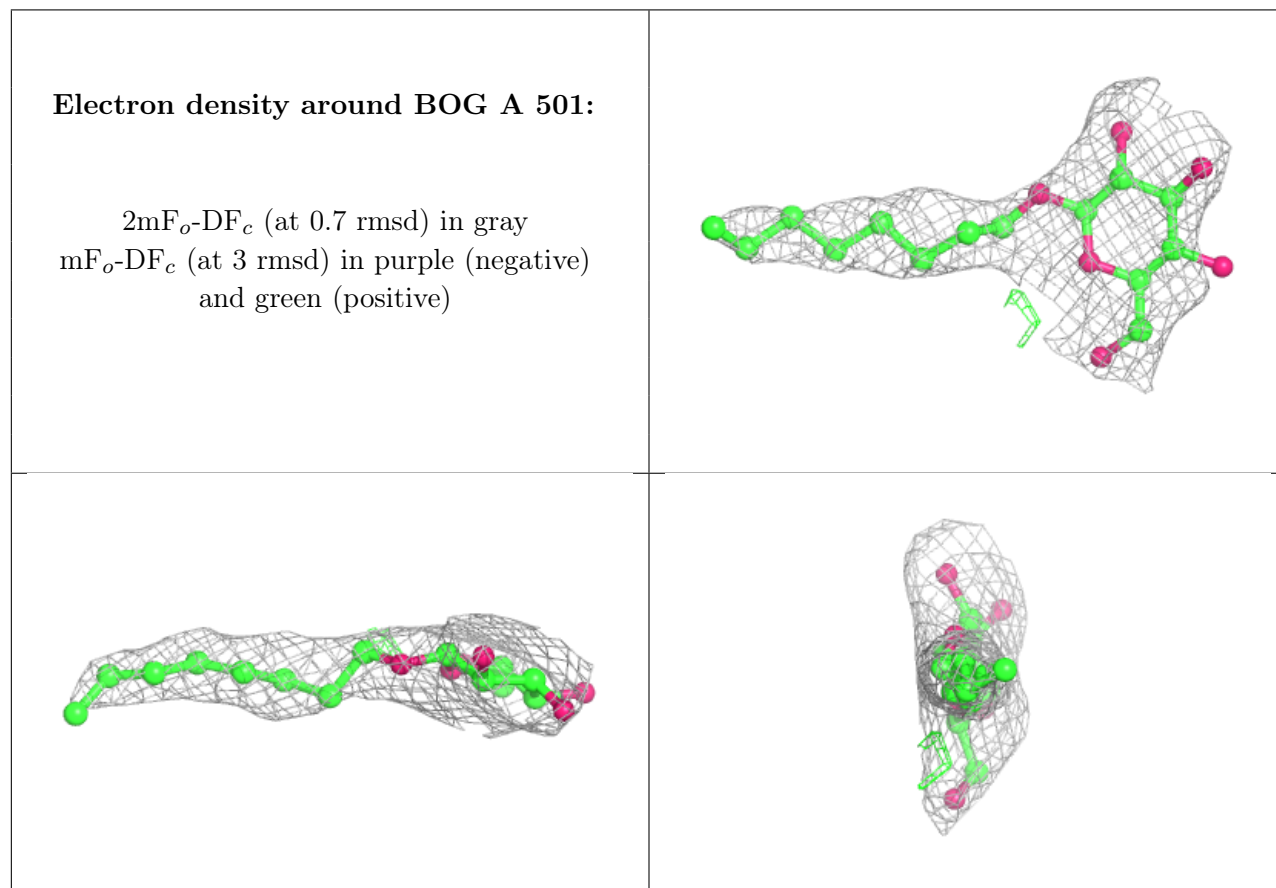 Electron density around BOG A 501:
2mFo-DFc (at 0.7 rmsd) in gray
mFo-DFc (at 3 rmsd) in purple (negative)
and green (positive)